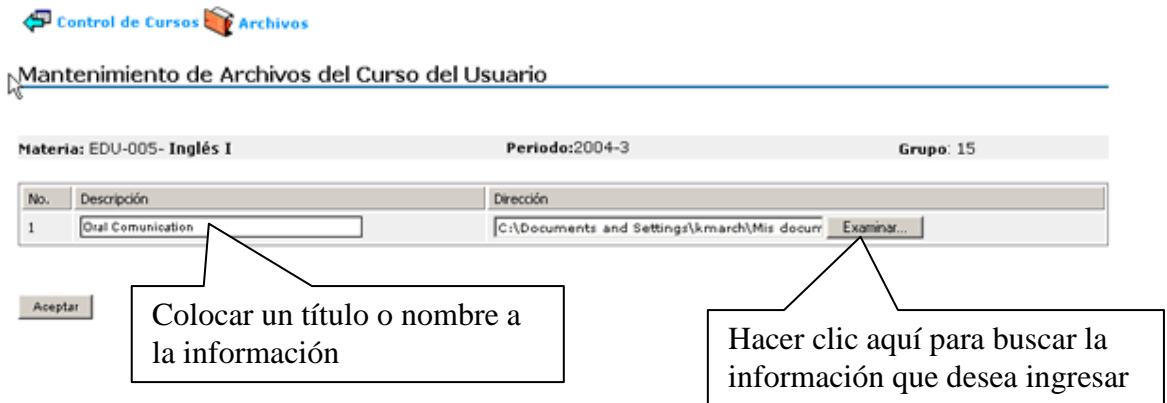 Control de Cursos Archivos
Mantenimiento de Archivos del Curso del Usuario
Materia: EDU-005- Inglés I Periodo:2004-3 Grupo: 15
No. Descripción Dirección
1 Oral Comunication C:\Documents and Settings\kmarch\Mis docum Examinar...
Aceptar
Colocar un título o nombre a
la información
Hacer clic aquí para buscar la
información que desea ingresar